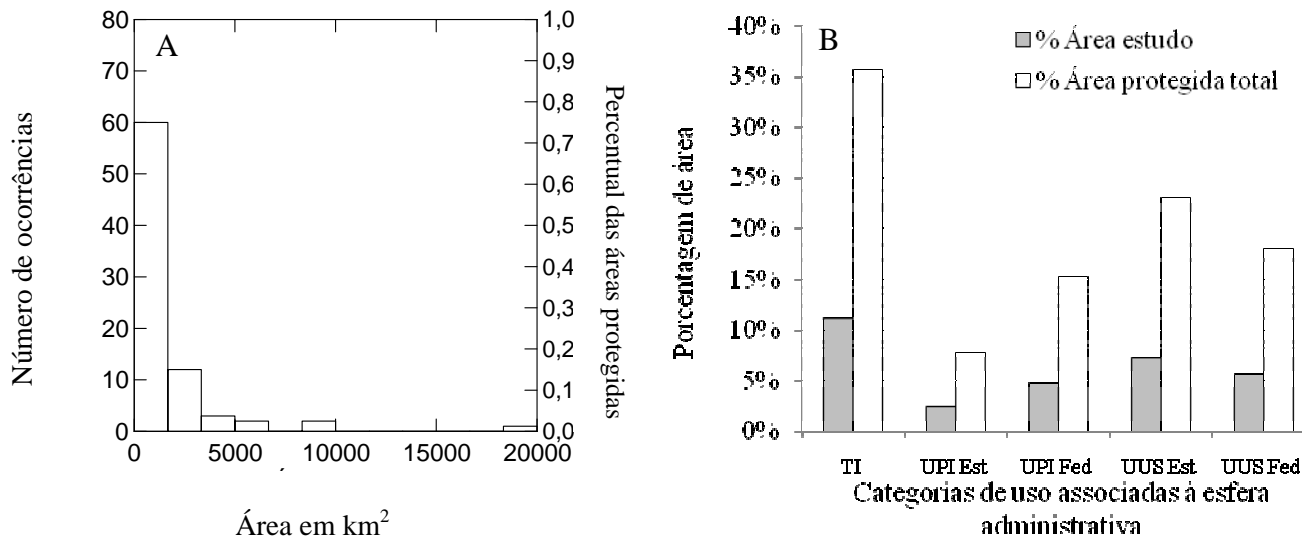 A
Número de ocorrências
80
70
60
50
40
30
20
10
0
0 5000 10000 15000 20000
Área em km²
1,0
0,9
0,8
0,7
0,6
0,5
0,4
0,3
0,2
0,1
0,0
Percentual das áreas protegidas
B
% Área estudo
% Área protegida total
Porcentagem de área
40%
35%
30%
25%
20%
15%
10%
5%
0%
TI UPI Est UPI Fed UUS Est UUS Fed
Categorias de uso associadas á esfera
administrativa